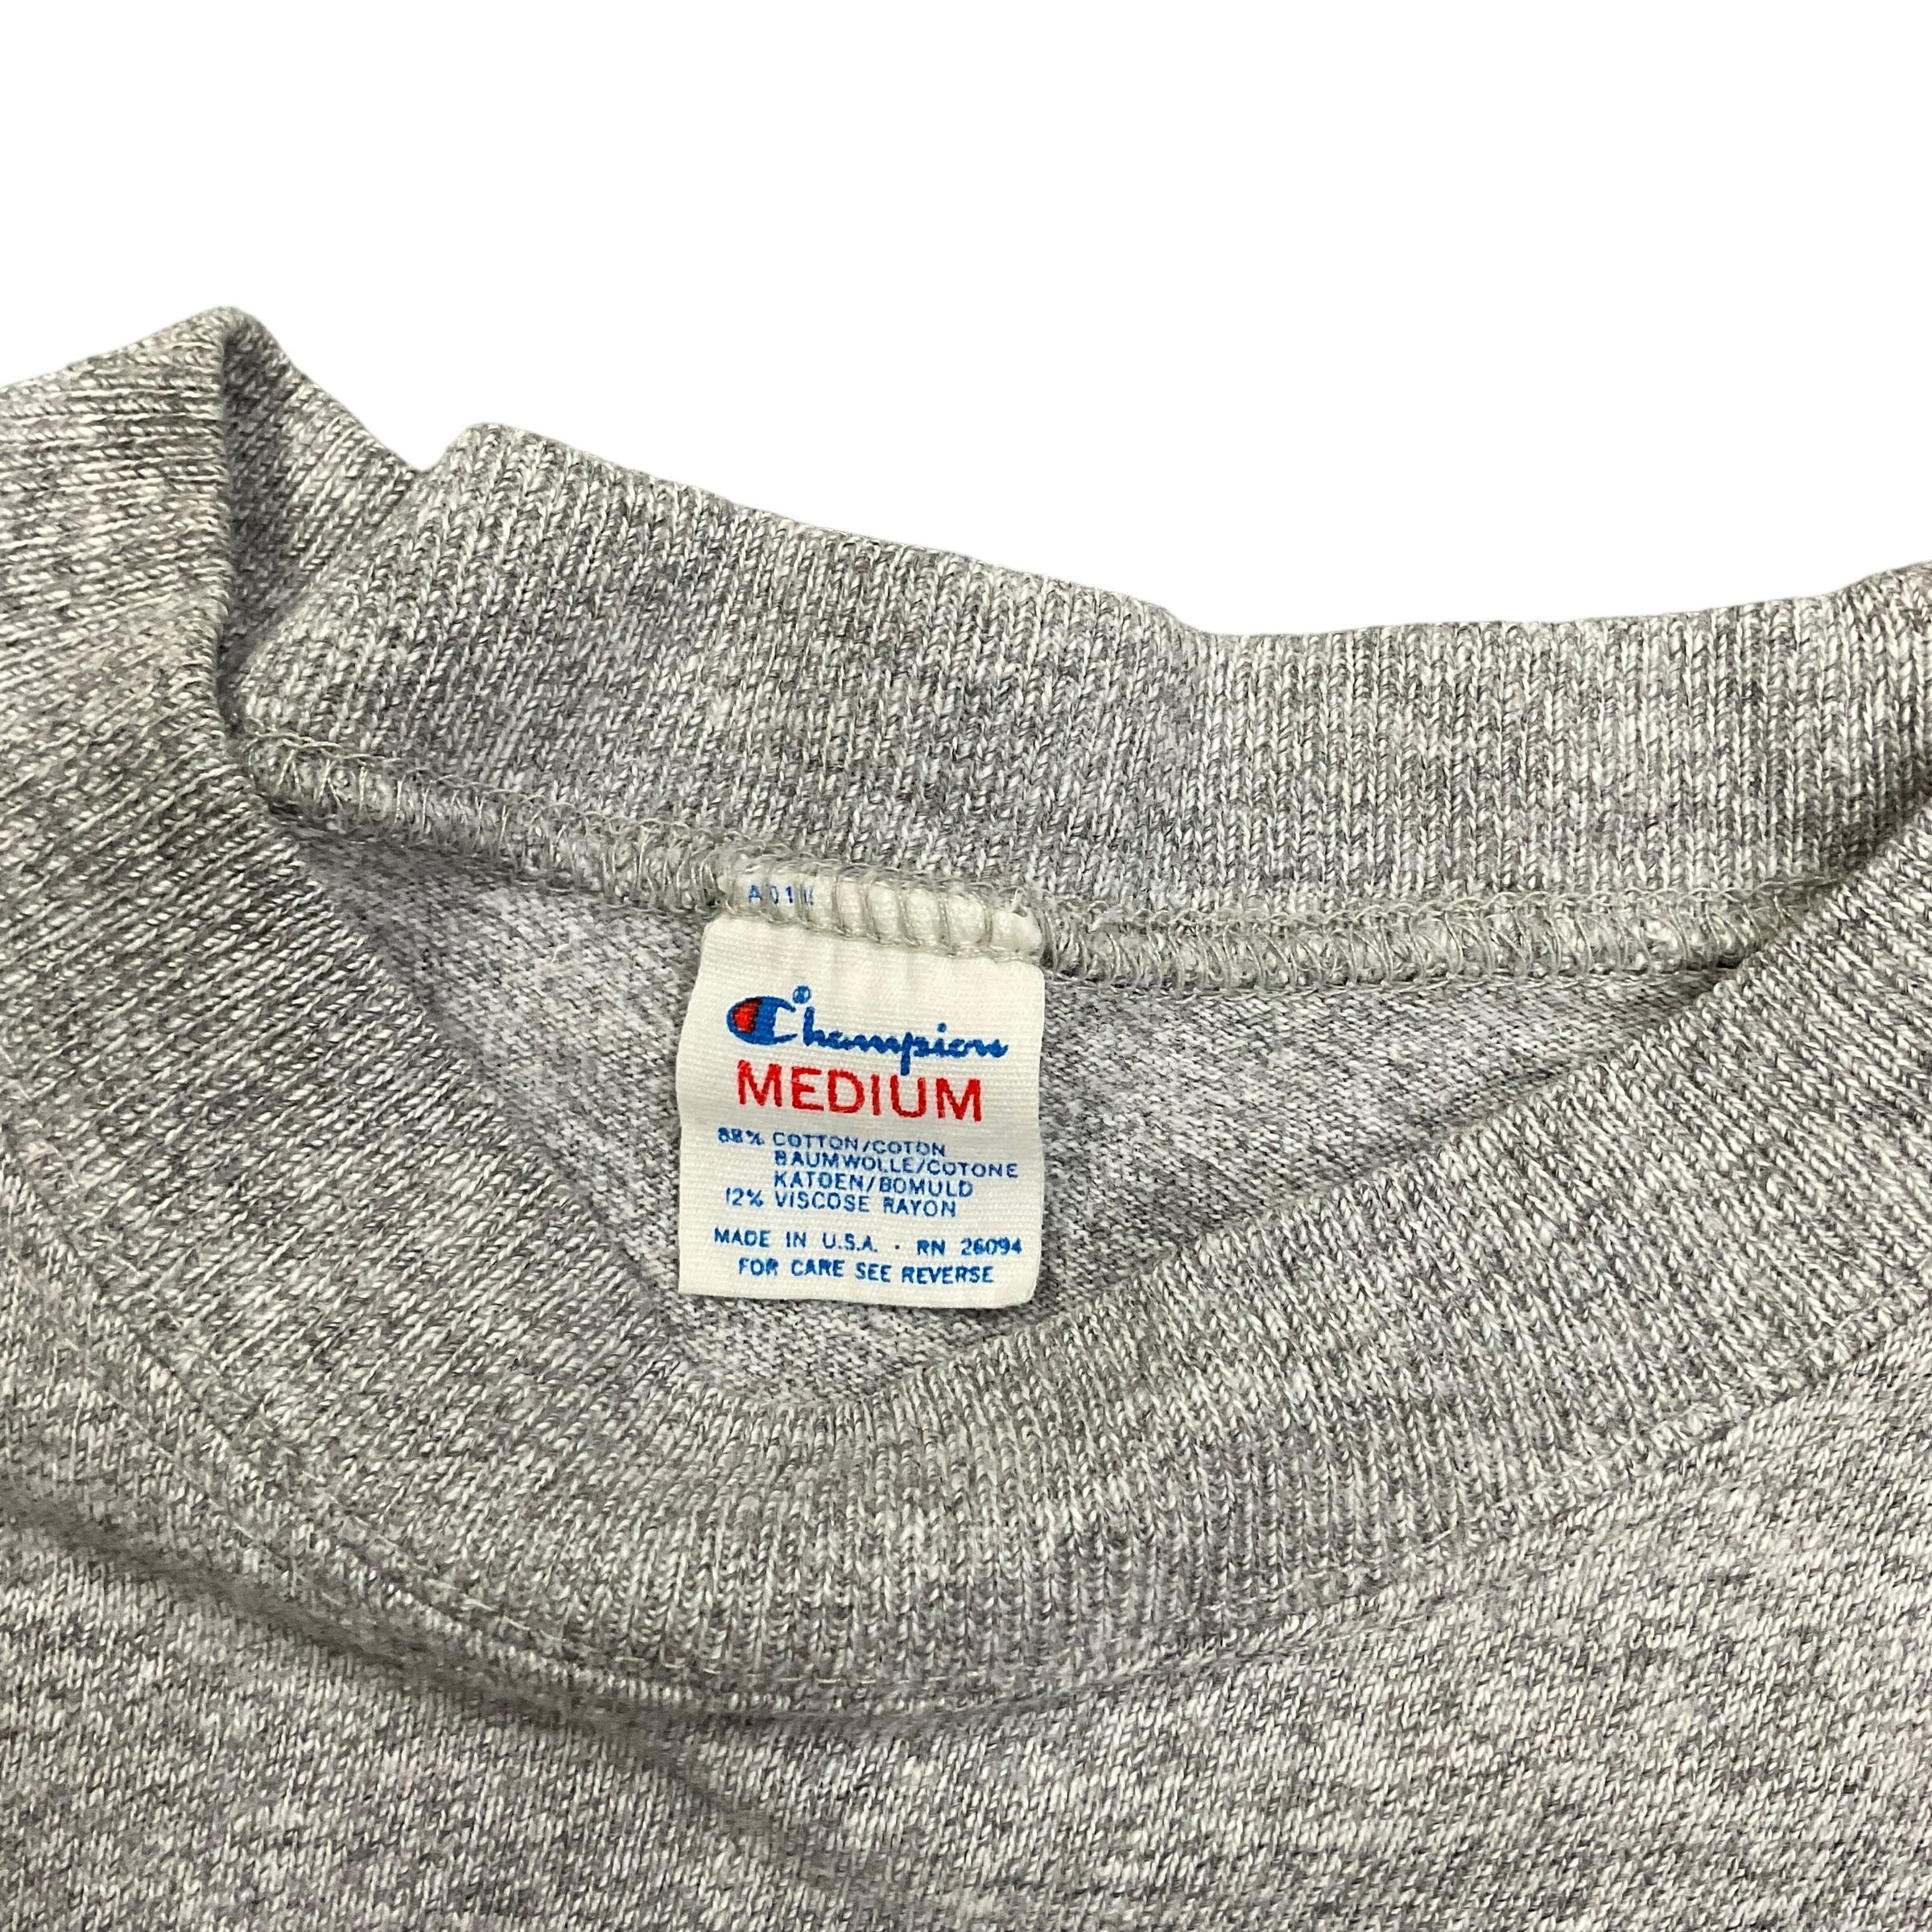 A01
Champion®
MEDIUM
88% COTTON/COTON
BAUMWOLLE/COTONE
KATOEN/BOMULD
12% VISCOSE RAYON
MADE IN U.S.A. · RN 26094
FOR CARE SEE REVERSE